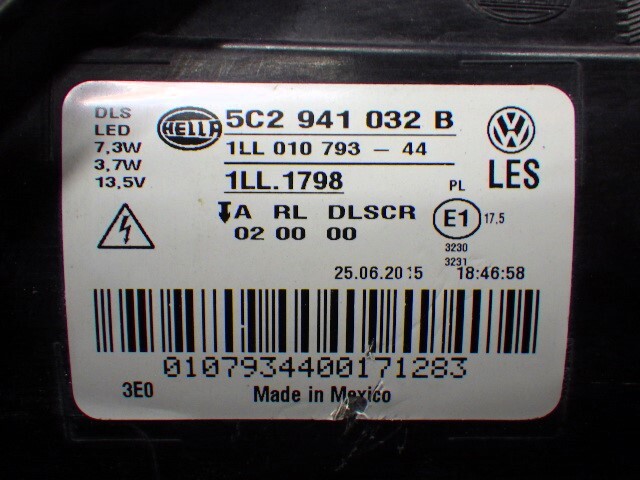 DLS
LED
7,3W
3,7W
13,5V
HELLA
5C2 941 032 B
1LL 010 793 - 44
1LL.1798
PL
LES
A RL DLSCR
02 00 00
E1
17,5
3230
3231
25.06.2015 18:46:58
0107934400171283
3E0
Made in Mexico